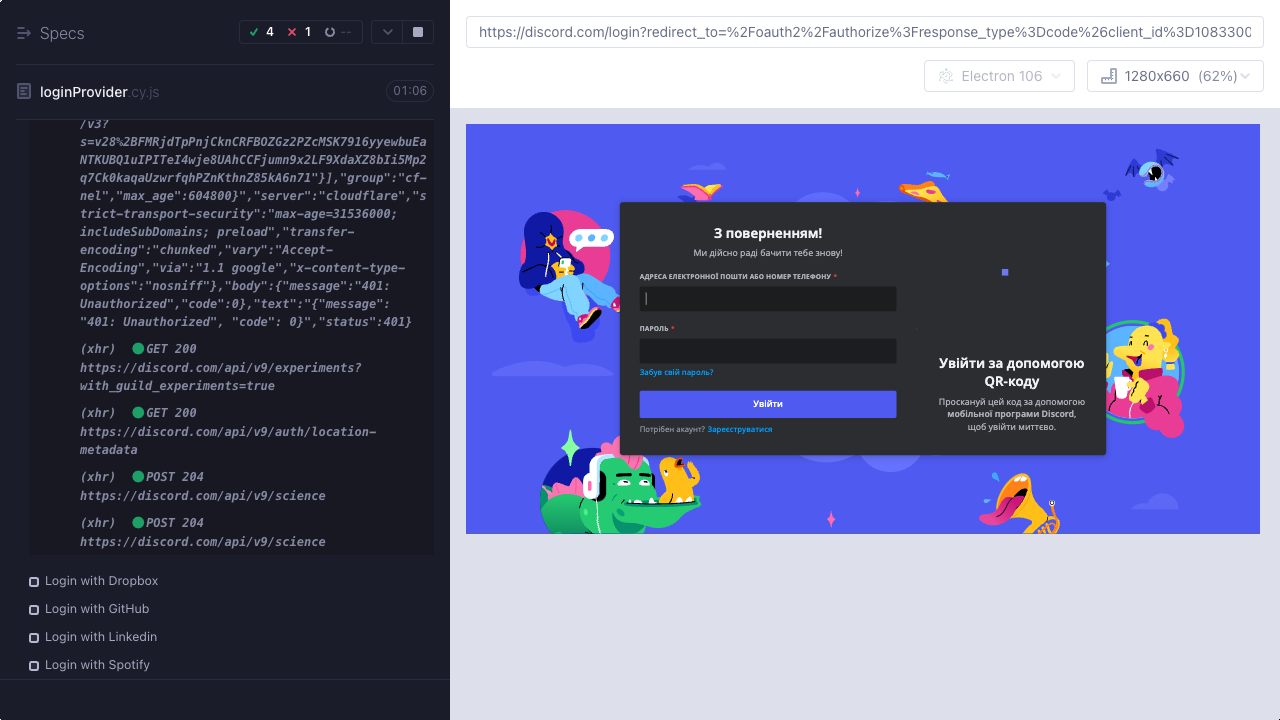 Specs
4
1
--
loginProvider.cy.js
01:06
/v3?
s=v28%2BFMRjdTpPnjCknCRFBOZGz2PZcMSK7916yyewbuEa
NTKUBQ1uIPITeI4wje8UAhCCFjumn9x2LF9XdaXZ8bIi5Mp2
q7Ck0kaqaUzwrfqhPZnKthnZ85kA6n71"}],"group":"cf-
nel","max_age":604800}","server":"cloudflare","s
trict-transport-security":"max-age=31536000;
includeSubDomains; preload","transfer-
encoding":"chunked","vary":"Accept-
Encoding","via":"1.1 google","x-content-type-
options":"nosniff"},"body":{"message":"401:
Unauthorized","code":0},"text":"{"message":
"401: Unauthorized", "code": 0}","status":401}
(xhr) GET 200
https://discord.com/api/v9/experiments?
with_guild_experiments=true
(xhr) GET 200
https://discord.com/api/v9/auth/location-
metadata
(xhr) POST 204
https://discord.com/api/v9/science
(xhr) POST 204
https://discord.com/api/v9/science
Login with Dropbox
Login with GitHub
Login with Linkedin
Login with Spotify
https://discord.com/login?redirect_to=%2Foauth2%2Fauthorize%3Fresponse_type%3Dcode%26client_id%3D1083300
Electron 106
1280x660 (62%)
З поверненням!
Ми дійсно раді бачити тебе знову!
АДРЕСА ЕЛЕКТРОННОЇ ПОШТИ АБО НОМЕР ТЕЛЕФОНУ *
ПАРОЛЬ *
Забув свій пароль?
Увійти
Потрібен акаунт? Зареєструватися
Увійти за допомогою
QR-коду
Проскануй цей код за допомогою
мобільної програми Discord,
щоб увійти миттєво.